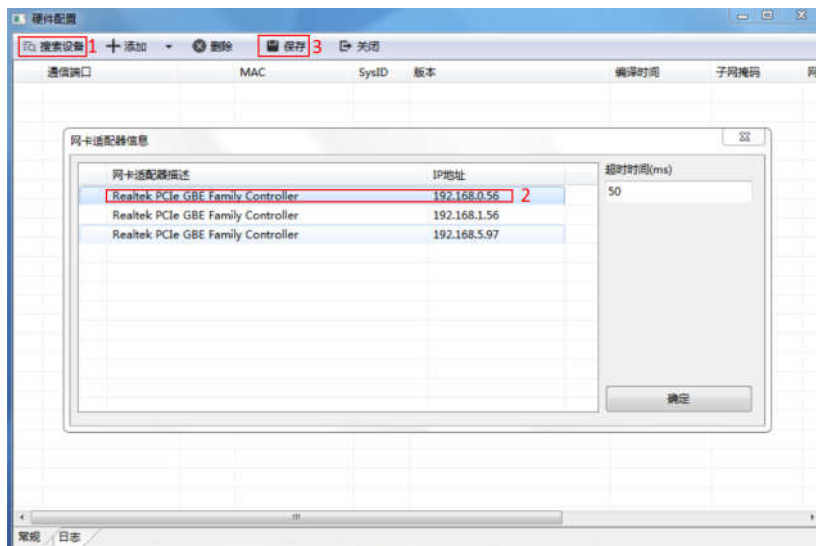 硬件配置
搜索设备 1 添加 删除 保存 3 关闭
通信端口 MAC SysID 版本 编译时间 子网掩码
网卡适配器信息
网卡适配器描述 IP地址 超时时间(ms)
Realtek PCIe GBE Family Controller 192.168.0.56 2 50
Realtek PCIe GBE Family Controller 192.168.1.56
Realtek PCIe GBE Family Controller 192.168.5.97
确定
常规 日志